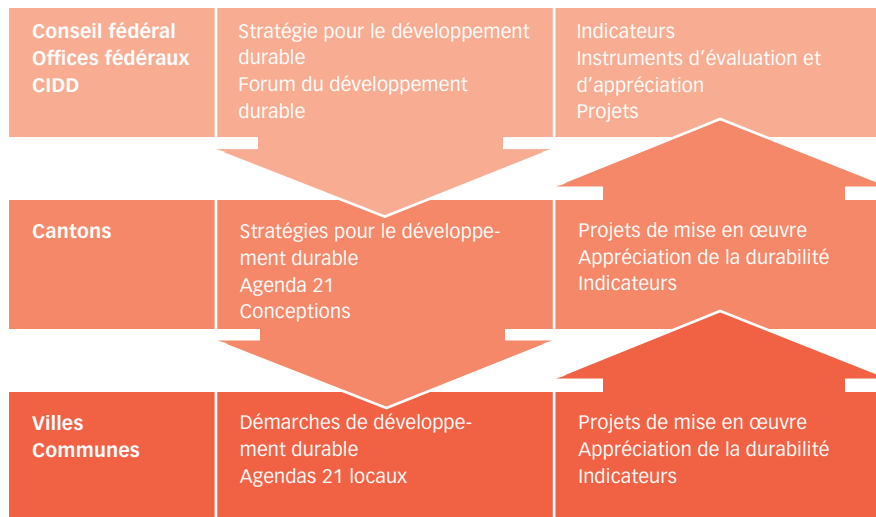 Conseil fédéral
Offices fédéraux
CIDD
Stratégie pour le développement
durable
Forum du développement
durable
Indicateurs
Instruments d'évaluation et
d'appréciation
Projets
Cantons
Stratégies pour le développe-
ment durable
Agenda 21
Conceptions
Projets de mise en œuvre
Appréciation de la durabilité
Indicateurs
Villes
Communes
Démarches de développe-
ment durable
Agendas 21 locaux
Projets de mise en œuvre
Appréciation de la durabilité
Indicateurs